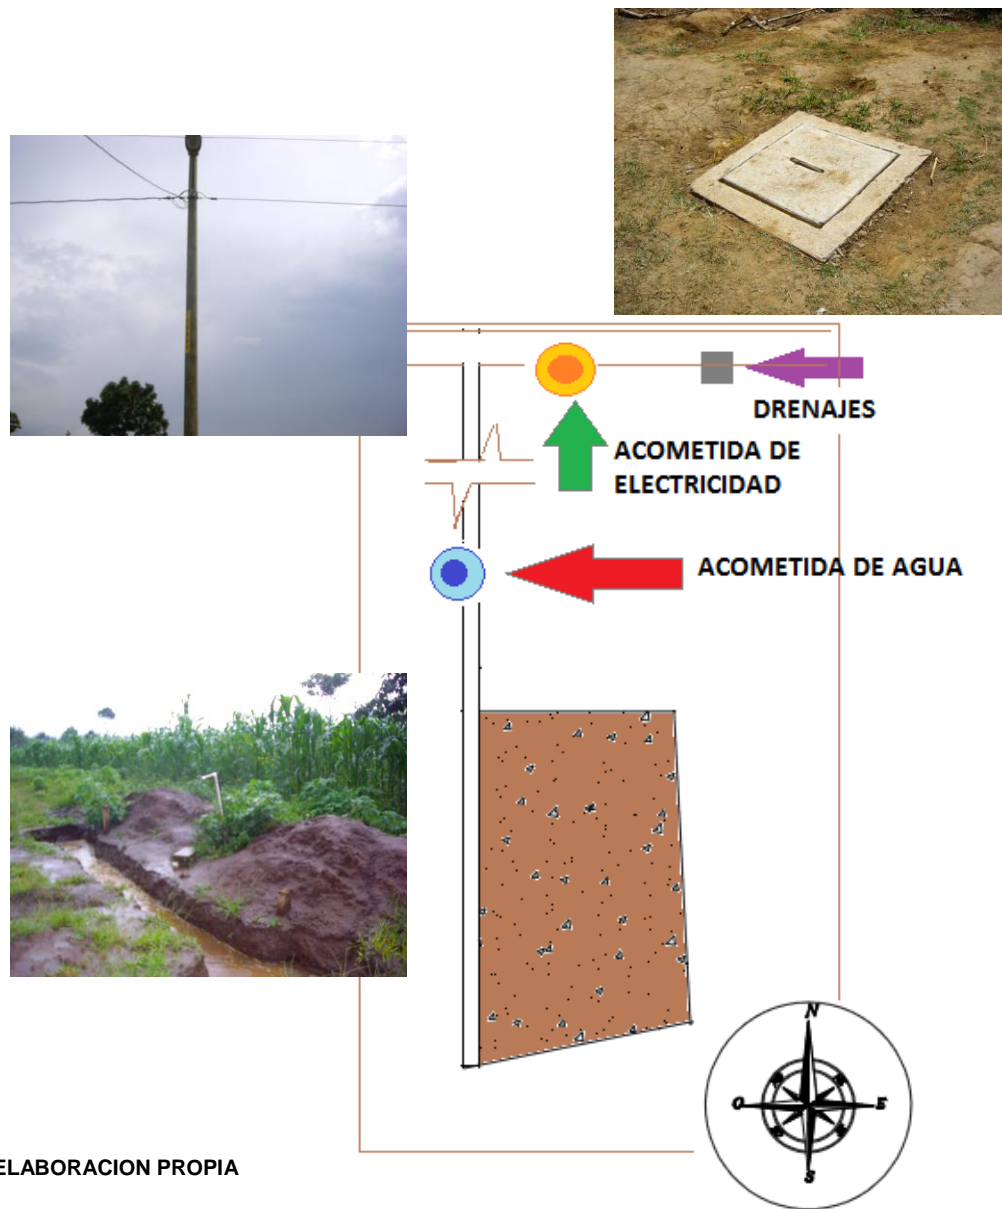 DRENAJES
ACOMETIDA DE
ELECTRICIDAD
ACOMETIDA DE AGUA
N
O
E
S
ELABORACION PROPIA